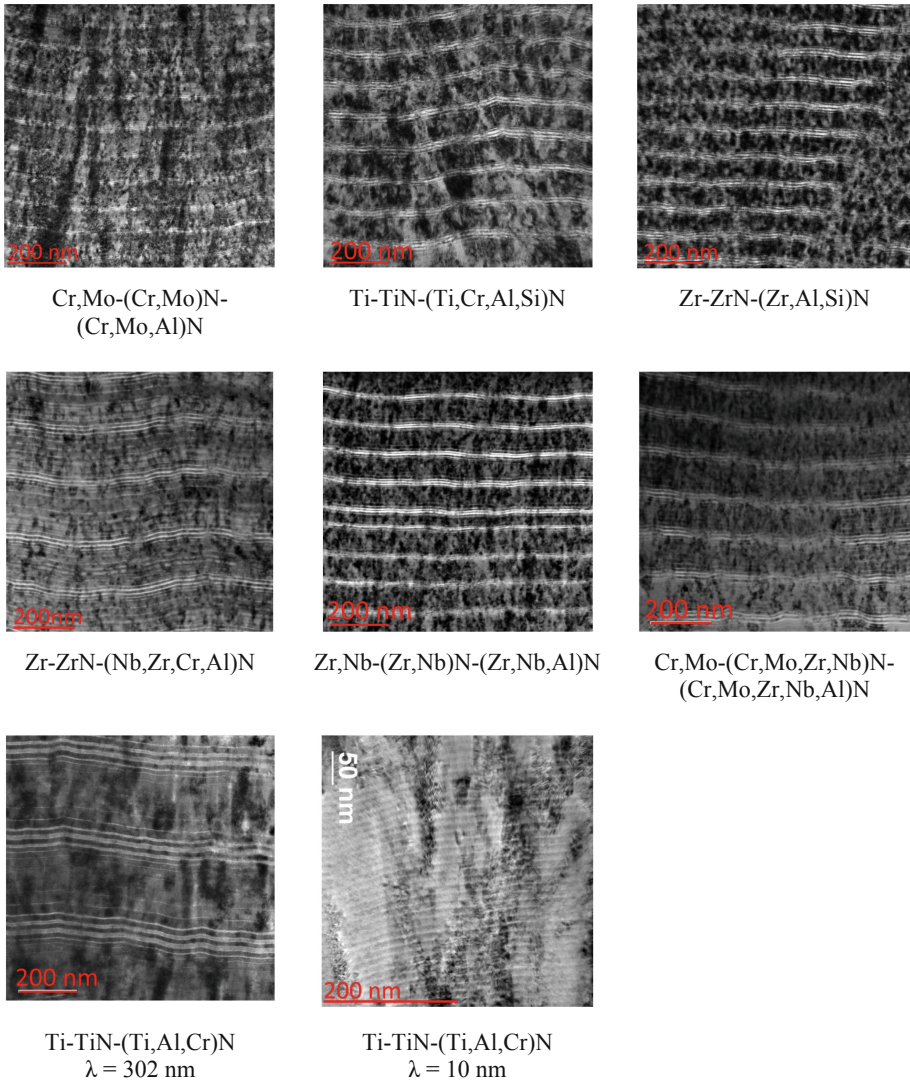 200 nm
200 nm
200 nm
Cr,Mo-(Cr,Mo)N-
(Cr,Mo,Al)N
Ti-TiN-(Ti,Cr,Al,Si)N
Zr-ZrN-(Zr,Al,Si)N
200nm
200 nm
200 nm
Zr-ZrN-(Nb,Zr,Cr,Al)N
Zr,Nb-(Zr,Nb)N-(Zr,Nb,Al)N
Cr,Mo-(Cr,Mo,Zr,Nb)N-
(Cr,Mo,Zr,Nb,Al)N
200 nm
50 nm
200 nm
Ti-TiN-(Ti,Al,Cr)N
λ = 302 nm
Ti-TiN-(Ti,Al,Cr)N
λ = 10 nm